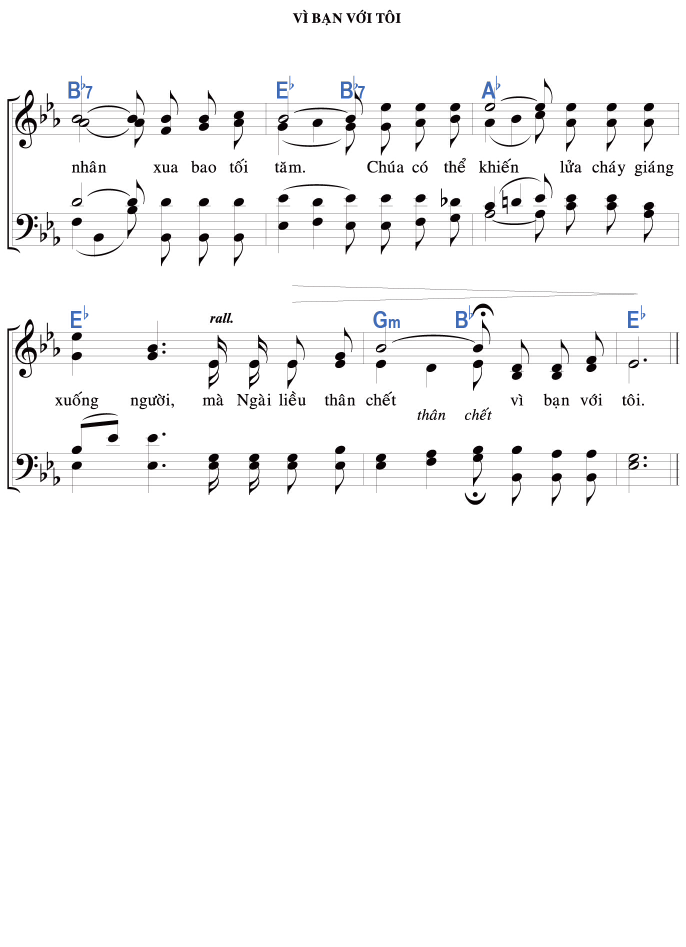 VÌ BẠN VỚI TÔI
B♭7 E♭ B♭7 A♭
nhân xua bao tối tăm. Chúa có thể khiến lửa cháy giáng
E♭ rall. Gm B♭ E♭
xuống người, mà Ngài liều thân chết vì bạn với tôi.
thân chết